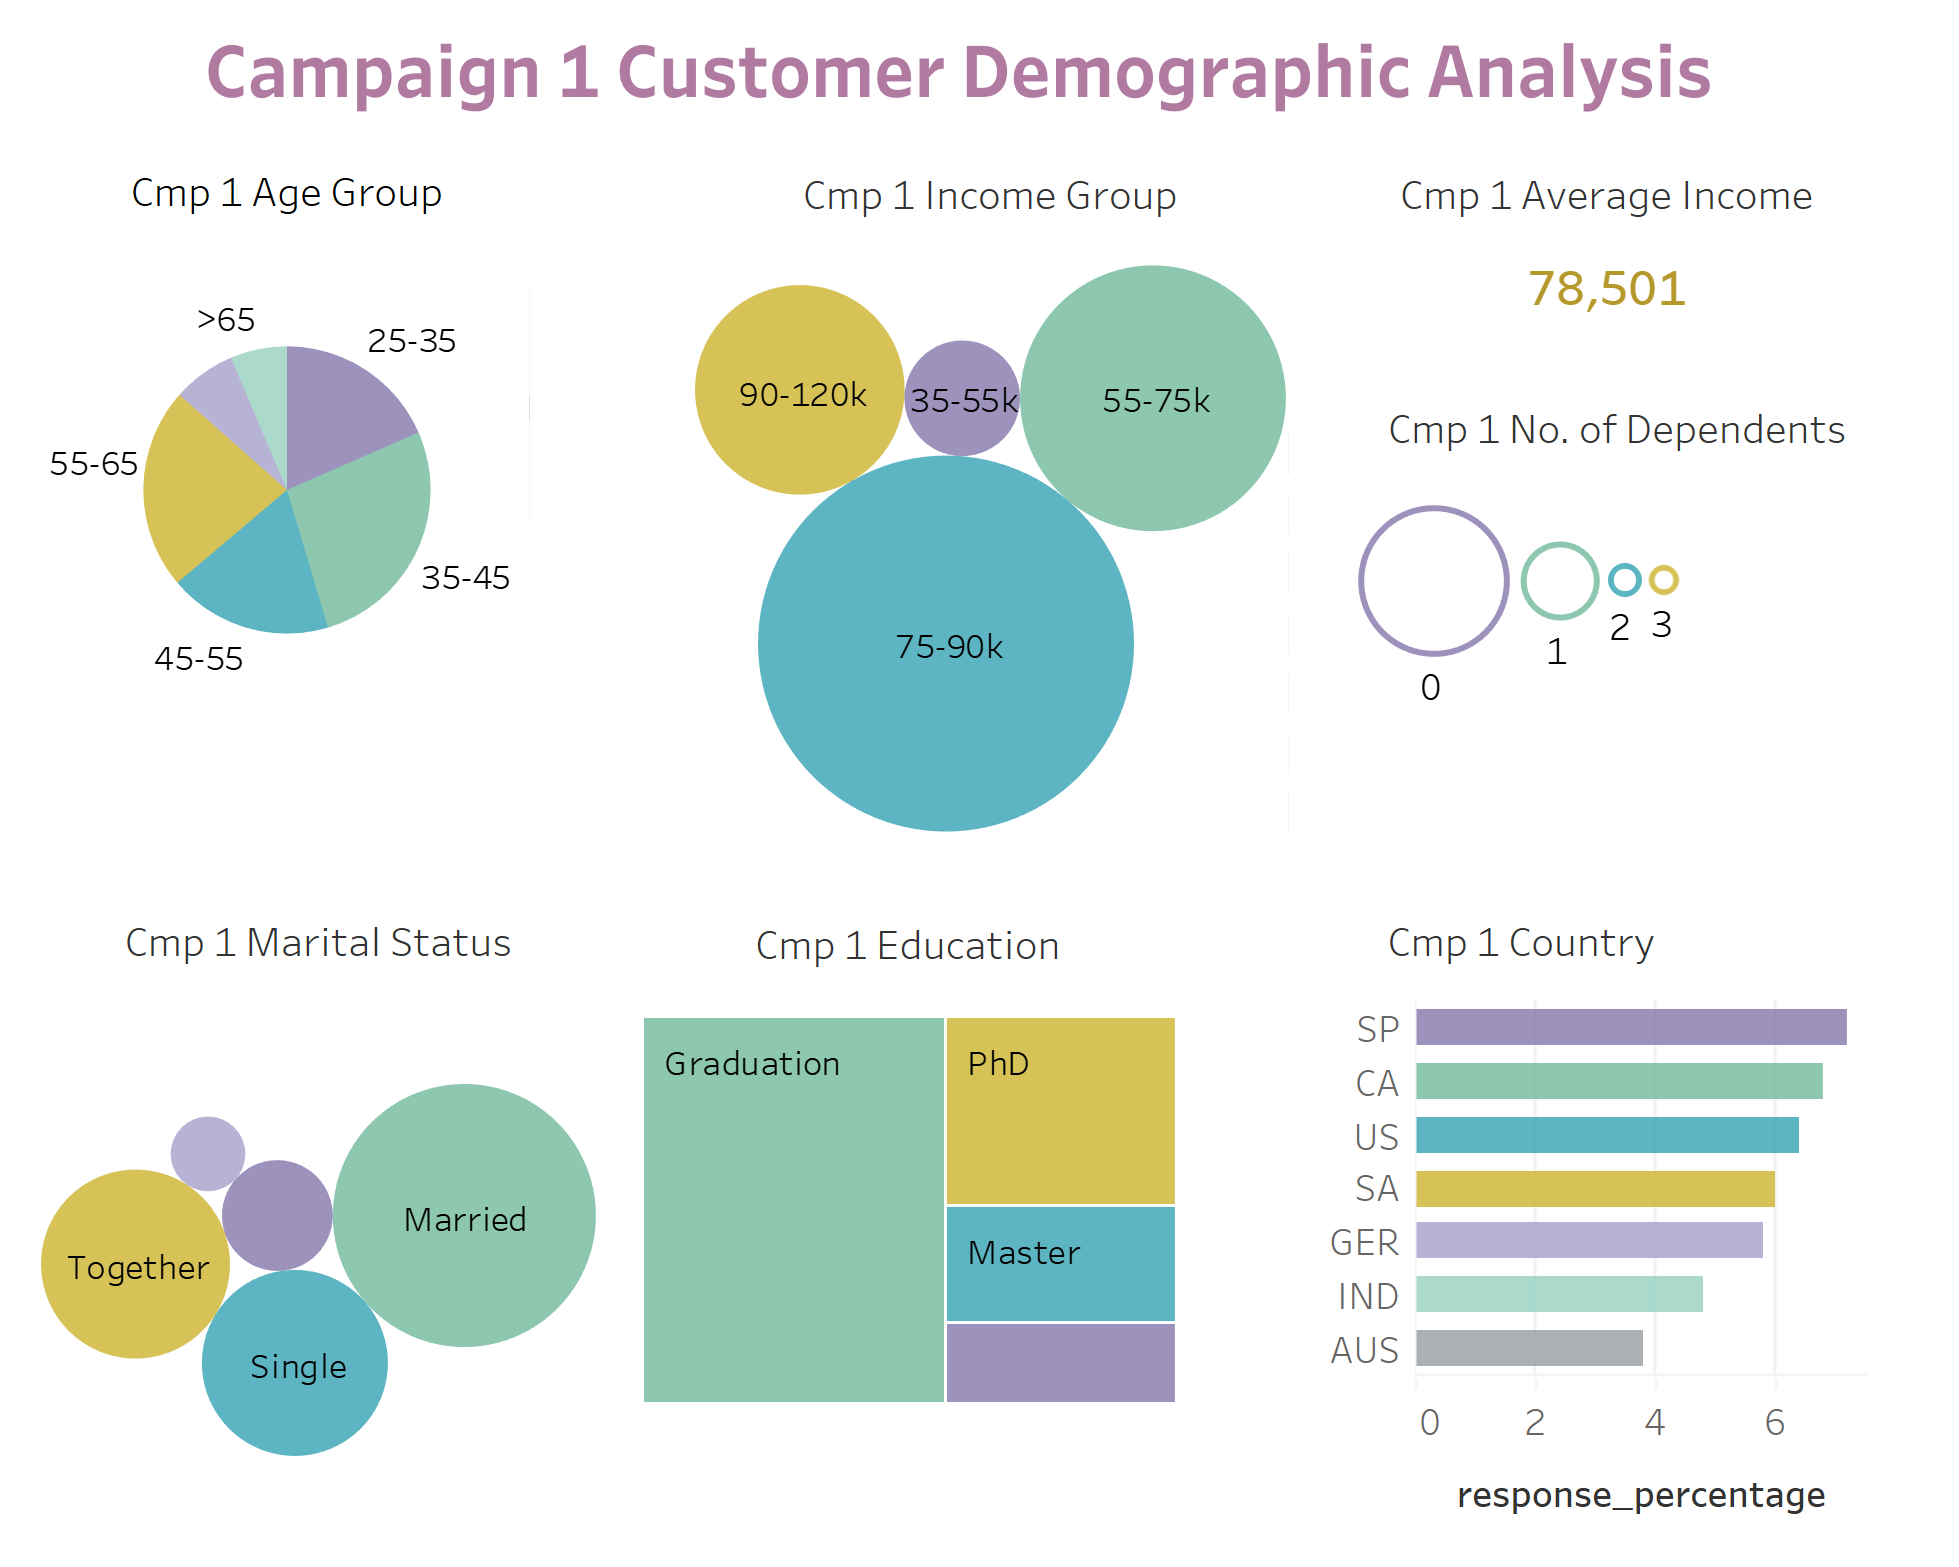 Campaign 1 Customer Demographic Analysis
Cmp 1 Age Group
>65
25-35
55-65
35-45
45-55
Cmp 1 Income Group
90-120k
35-55k
55-75k
75-90k
Cmp 1 Average Income
78,501
Cmp 1 No. of Dependents
0
1
2
3
Cmp 1 Marital Status
Married
Together
Single
Cmp 1 Education
Graduation
PhD
Master
Cmp 1 Country
SP
CA
US
SA
GER
IND
AUS
0 2 4 6
response_percentage